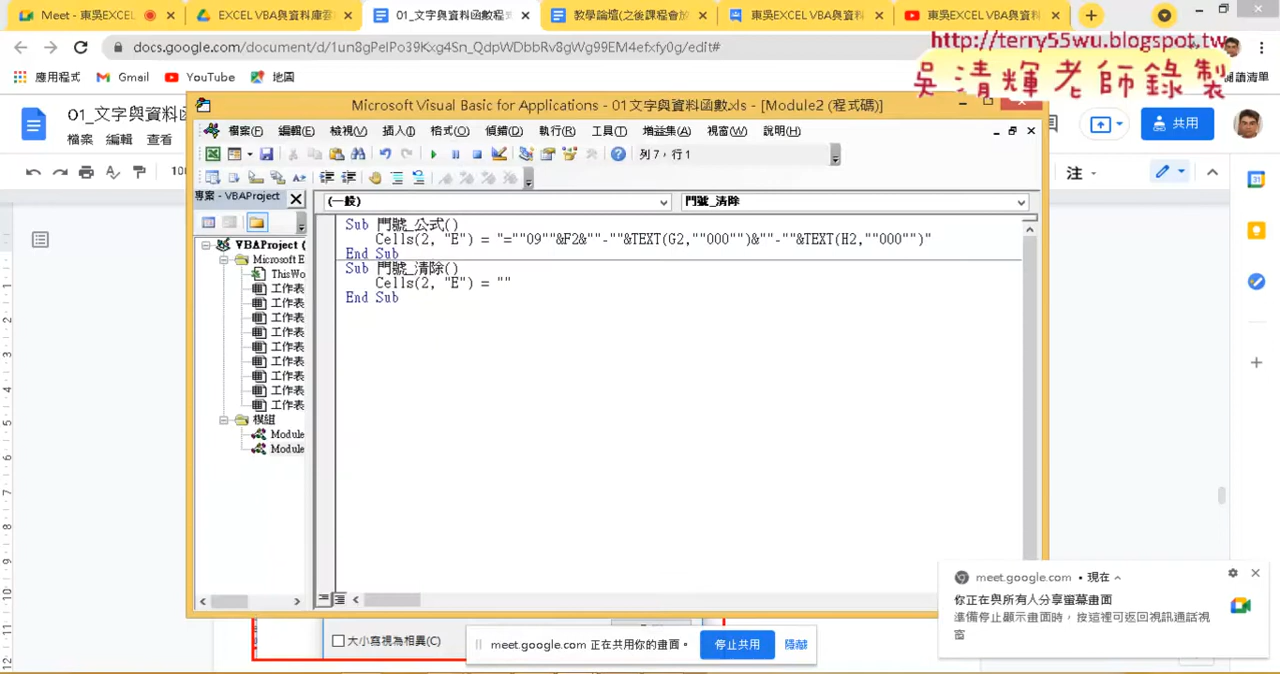 Meet - 東吳EXCEL V
EXCEL VBA與資料庫雲
01_文字與資料函數程式
教學論壇(之後課程會放
東吳EXCEL VBA與資料
東吳EXCEL VBA與資料
docs.google.com/document/d/1un8gPelPo39Kxg4Sn_QdpWDbbRv8gWg99EM4efxfy0g/edit#
http://terry55wu.blogspot.tw
應用程式
Gmail
YouTube
地圖
吳清輝老師錄製
閱讀清單
01_文字與資料
檔案 編輯 查看
共用
100
注
Microsoft Visual Basic for Applications - 01文字與資料函數.xls - [Module2 (程式碼)]
檔案(F) 編輯(E) 檢視(V) 插入(I) 格式(O) 偵錯(D) 執行(R) 工具(T) 增益集(A) 視窗(W) 說明(H)
列 7, 行 1
專案 - VBAProject
(一般)
門號_清除
VBAProject (
Microsoft E
ThisWo
工作表
工作表
工作表
工作表
工作表
工作表
工作表
工作表
工作表
模組
Module
Module
Sub 門號_公式()
Cells(2, "E") = "=""09""&F2&""-""&TEXT(G2,""000"")&""-""&TEXT(H2,""000"")"
End Sub
Sub 門號_清除()
Cells(2, "E") = ""
End Sub
meet.google.com • 現在
你正在與所有人分享螢幕畫面
準備停止顯示畫面時，按這裡可返回視訊通話視窗
大小寫視為相異(C)
meet.google.com 正在共用你的畫面。
停止共用
隱藏